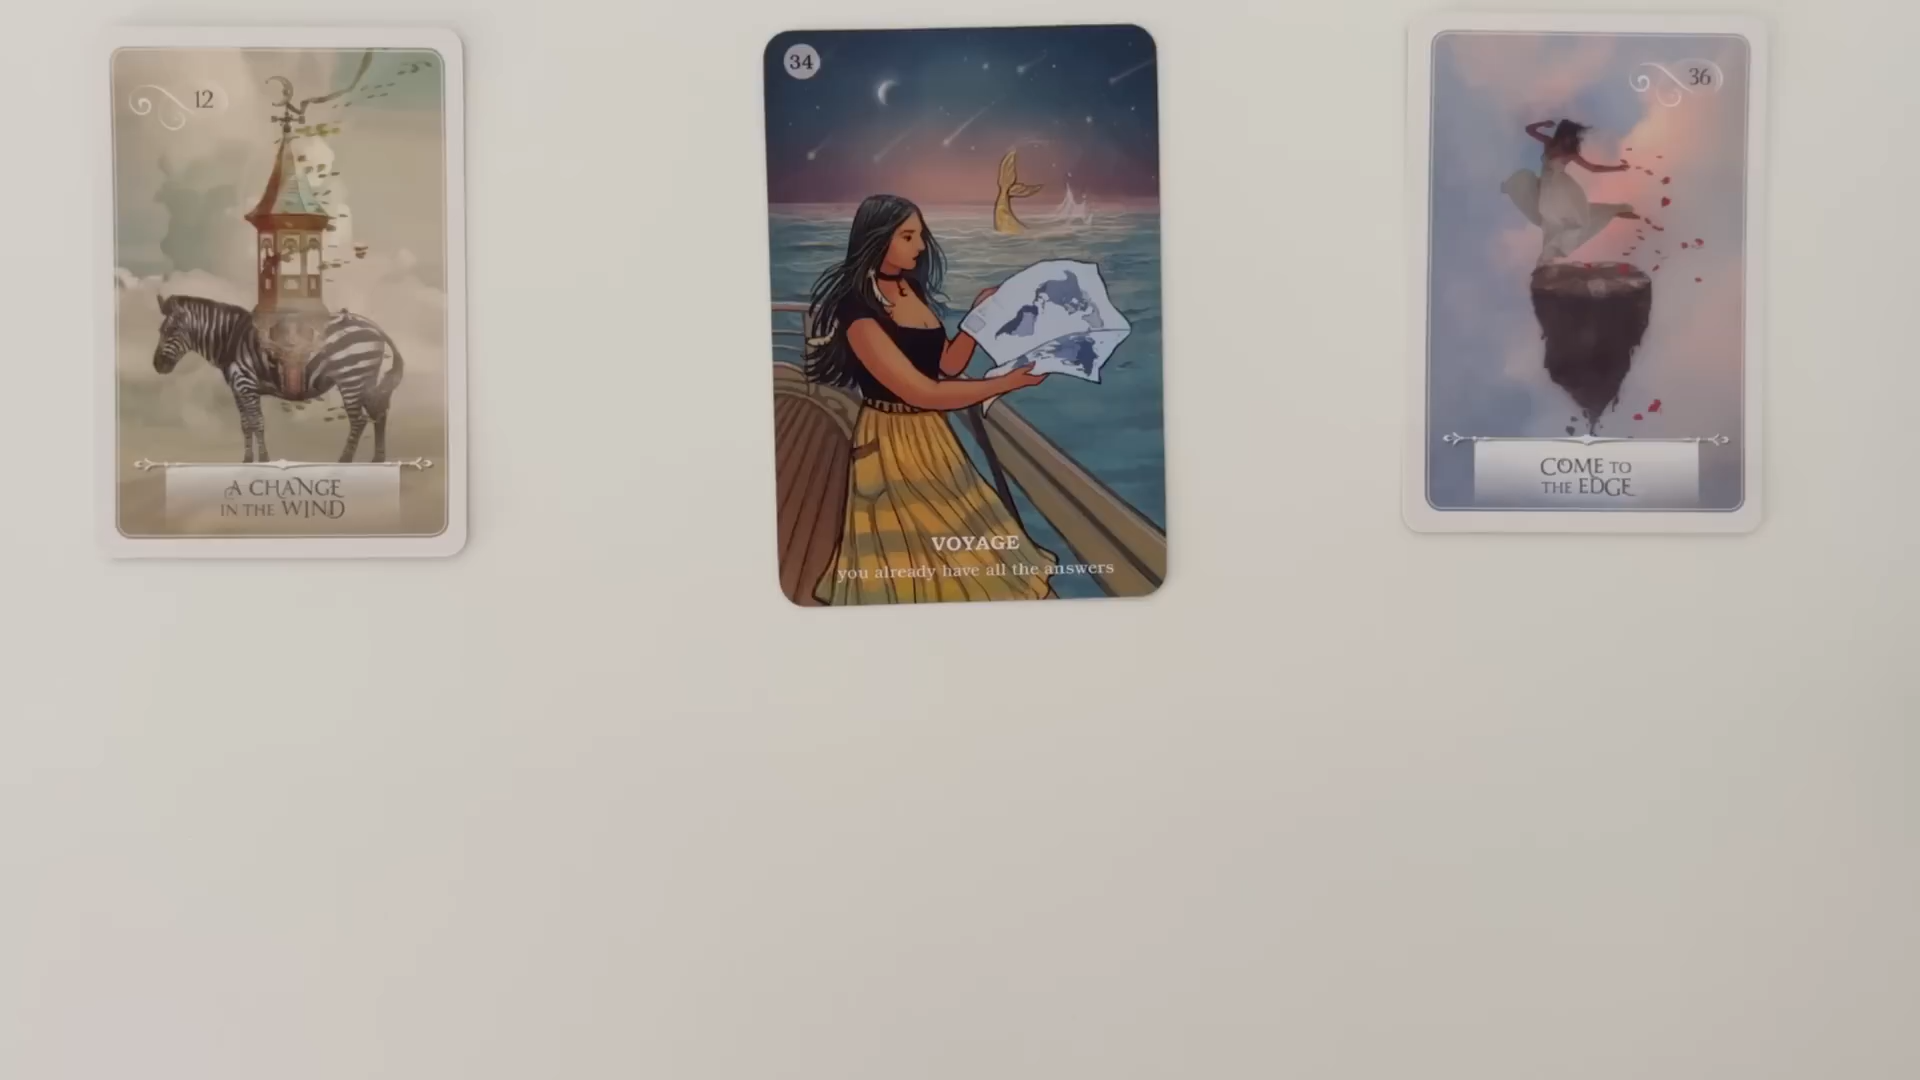 12
A CHANGE
IN THE WIND
34
VOYAGE
you already have all the answers
36
COME TO
THE EDGE